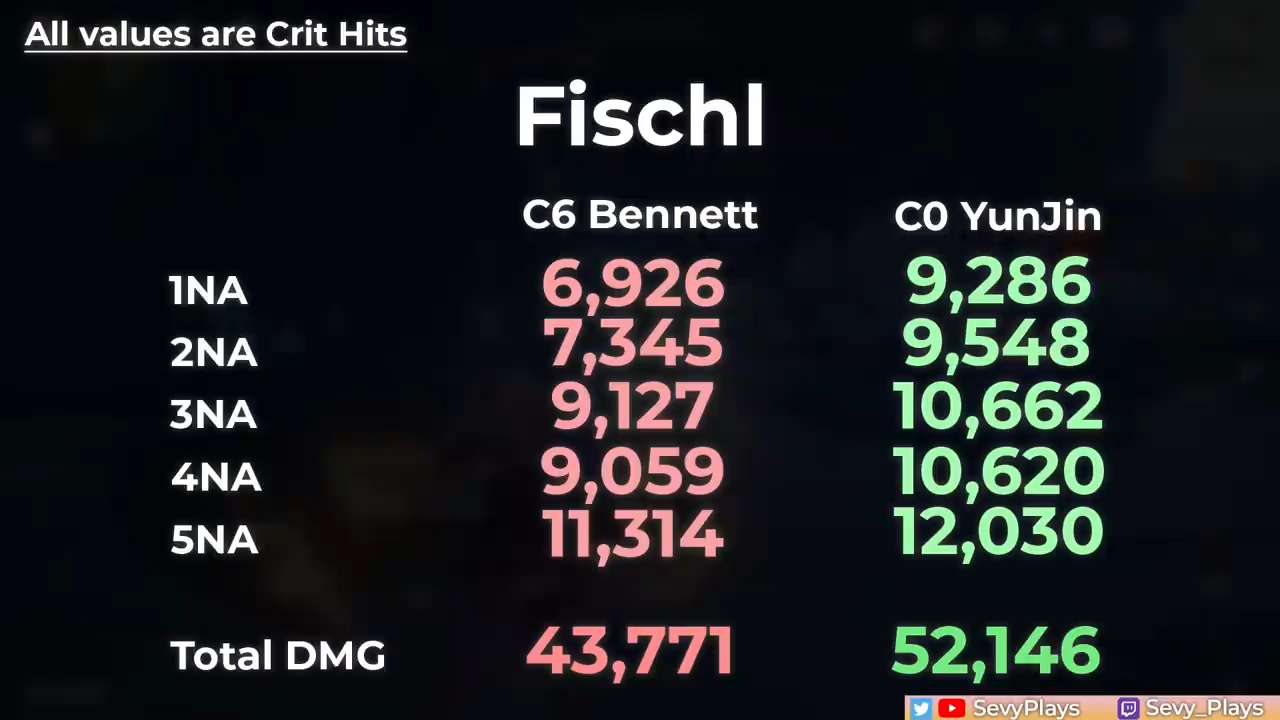 All values are Crit Hits
Fischl
C6 Bennett C0 YunJin
1NA 6,926 9,286
2NA 7,345 9,548
3NA 9,127 10,662
4NA 9,059 10,620
5NA 11,314 12,030
Total DMG 43,771 52,146
SevyPlays Sevy_Plays